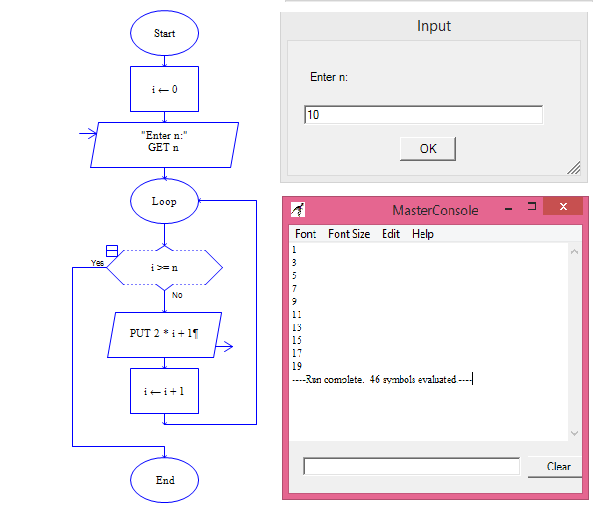 Start
i ← 0
"Enter n:"
GET n
Loop
Yes
i >= n
No
PUT 2 * i + 1¶
i ← i + 1
End
Input
Enter n:
10
OK
MasterConsole
Font Font Size Edit Help
1
3
5
7
9
11
13
15
17
19
----Run complete. 46 symbols evaluated.----
Clear